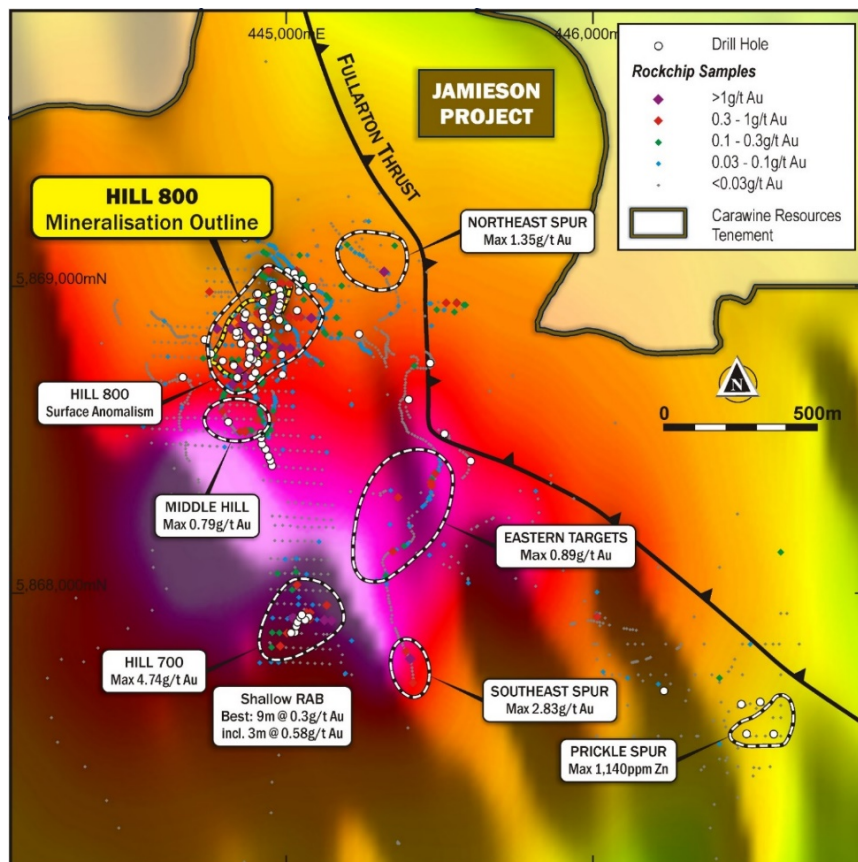 445,000mE
446,000m
FULLARTON THRUST
JAMIESON
PROJECT
Drill Hole
Rockchip Samples
>1g/t Au
0.3 - 1g/t Au
0.1 - 0.3g/t Au
0.03 - 0.1g/t Au
<0.03g/t Au
Carawine Resources
Tenement
HILL 800
Mineralisation Outline
NORTHEAST SPUR
Max 1.35g/t Au
5,869,000mN
HILL 800
Surface Anomalism
N
0
500m
MIDDLE HILL
Max 0.79g/t Au
EASTERN TARGETS
Max 0.89g/t Au
5,868,000mN
HILL 700
Max 4.74g/t Au
Shallow RAB
Best: 9m @ 0.3g/t Au
incl. 3m @ 0.58g/t Au
SOUTHEAST SPUR
Max 2.83g/t Au
PRICKLE SPUR
Max 1,140ppm Zn